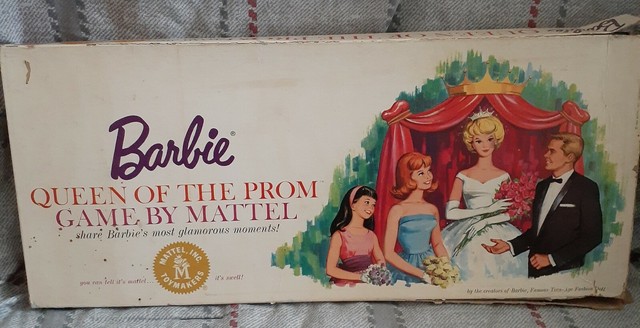 Barbie®
QUEEN OF THE PROM
GAME BY MATTEL
share Barbie's most glamorous moments!
MATTEL, INC.
M
TOYMAKERS
you can tell it's mattel... it's swell!
by the creators of Barbie, Famous Teen-age Fashion Doll